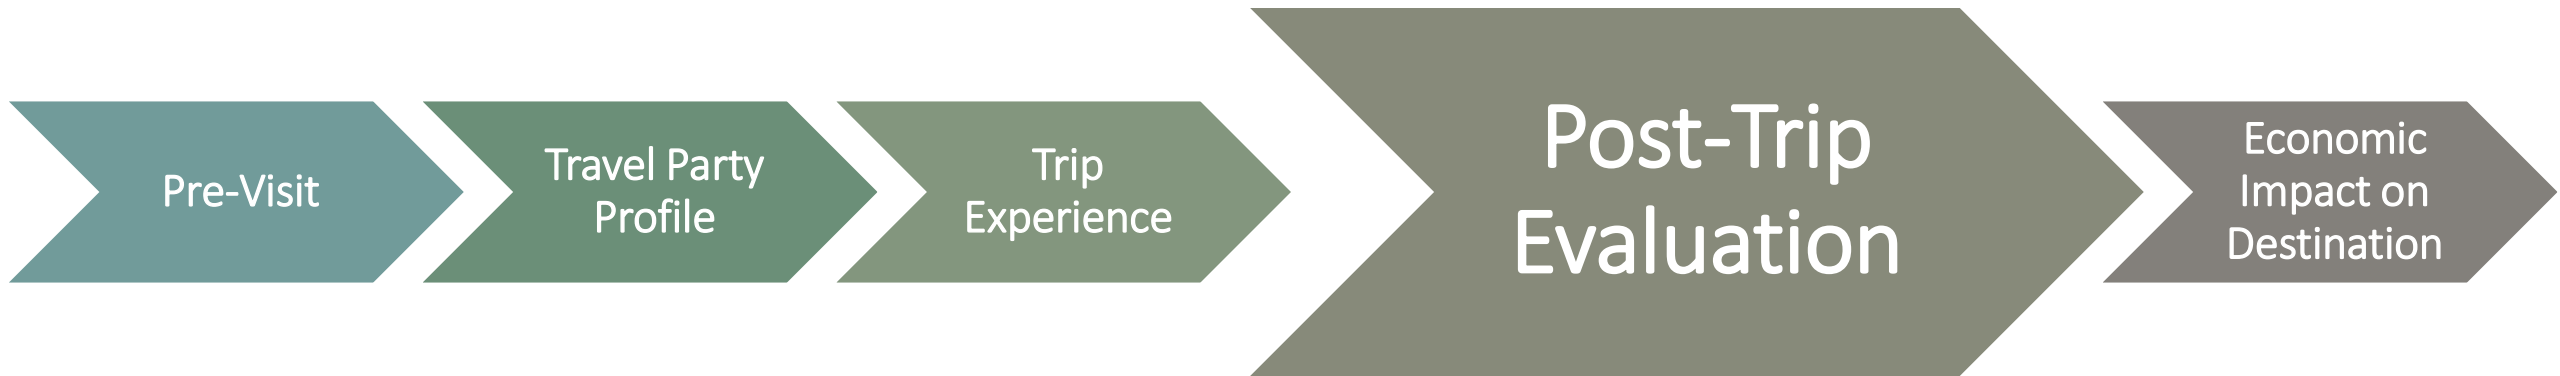 Pre-Visit
Travel Party
Profile
Trip
Experience
Post-Trip
Evaluation
Economic
Impact on
Destination